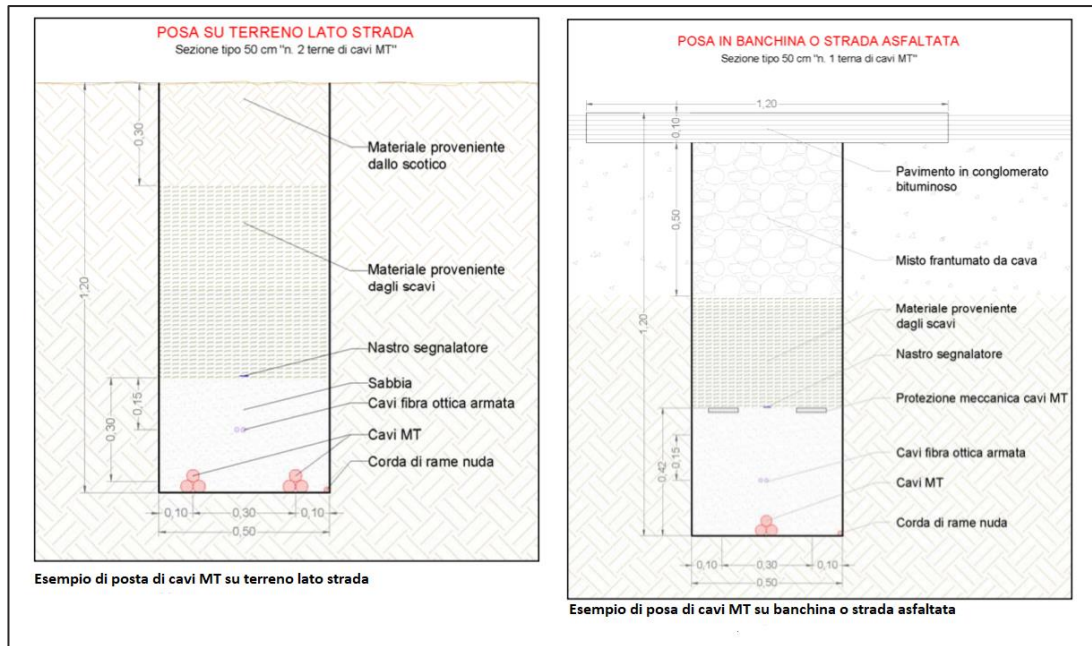 POSA SU TERRENO LATO STRADA
Sezione tipo 50 cm "n. 2 terne di cavi MT"
0,30
1,20
Materiale proveniente
dallo scotico
Materiale proveniente
dagli scavi
Nastro segnalatore
Sabbia
0,15
0,30
Cavi fibra ottica armata
Cavi MT
Corda di rame nuda
0,10
0,30
0,10
0,50
Esempio di posta di cavi MT su terreno lato strada
POSA IN BANCHINA O STRADA ASFALTATA
Sezione tipo 50 cm "n. 1 terna di cavi MT"
1,20
0,10
Pavimento in conglomerato
bituminoso
0,50
Misto frantumato da cava
1,20
Materiale proveniente
dagli scavi
Nastro segnalatore
Protezione meccanica cavi MT
0,42
0,15
Cavi fibra ottica armata
Cavi MT
Corda di rame nuda
0,10
0,30
0,10
0,50
Esempio di posa di cavi MT su banchina o strada asfaltata